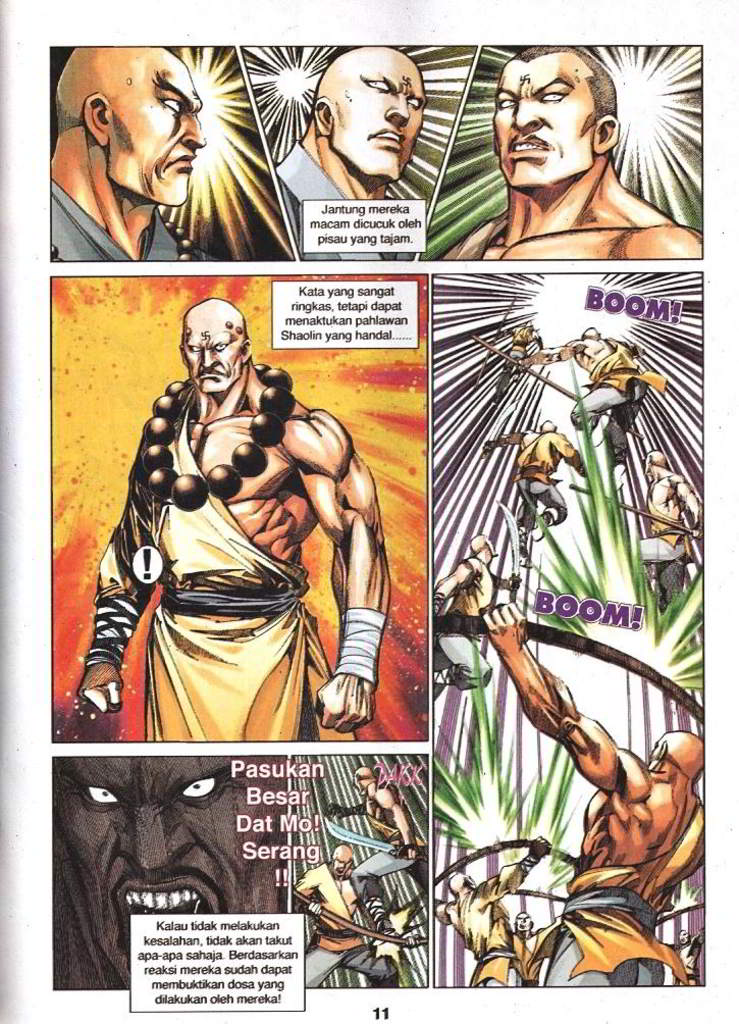 Jantung mereka
macam dicucuk oleh
pisau yang tajam.
Kata yang sangat
ringkas, tetapi dapat
menaktukan pahlawan
Shaolin yang handal......
!
BOOM!
BOOM!
Pasukan
Besar
Dat Mo!
Serang
!!
DAKK
Kalau tidak melakukan
kesalahan, tidak akan takut
apa-apa sahaja. Berdasarkan
reaksi mereka sudah dapat
membuktikan dosa yang
dilakukan oleh mereka!
11